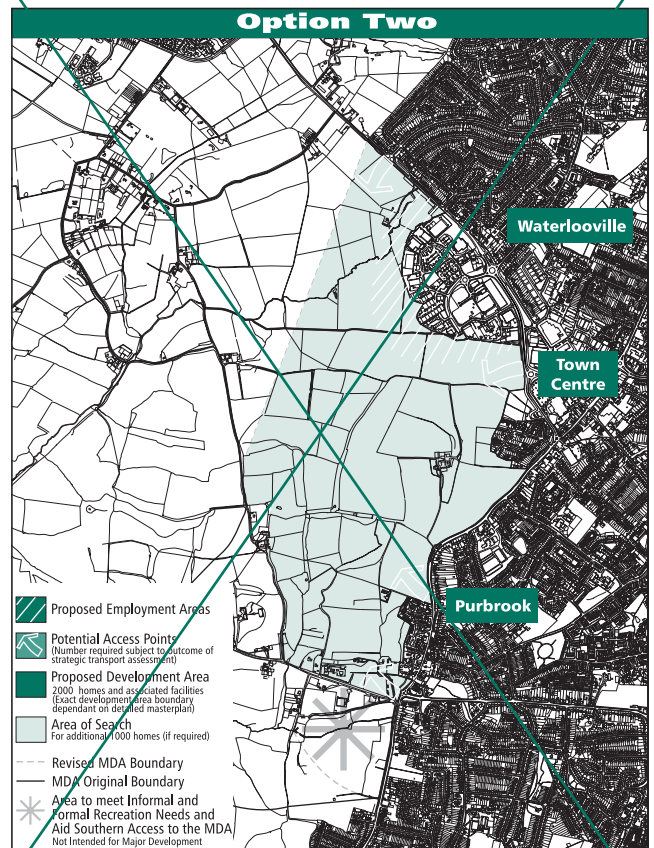 Option Two
Waterlooville
Town
Centre
Purbrook
Proposed Employment Areas
Potential Access Points
(Number required subject to outcome of
strategic transport assessment)
Proposed Development Area
2000 homes and associated facilities
(Exact development area boundary
dependant on detailed masterplan)
Area of Search
For additional 1000 homes (if required)
Revised MDA Boundary
MDA Original Boundary
Area to meet Informal and
Formal Recreation Needs and
Aid Southern Access to the MDA
Not Intended for Major Development